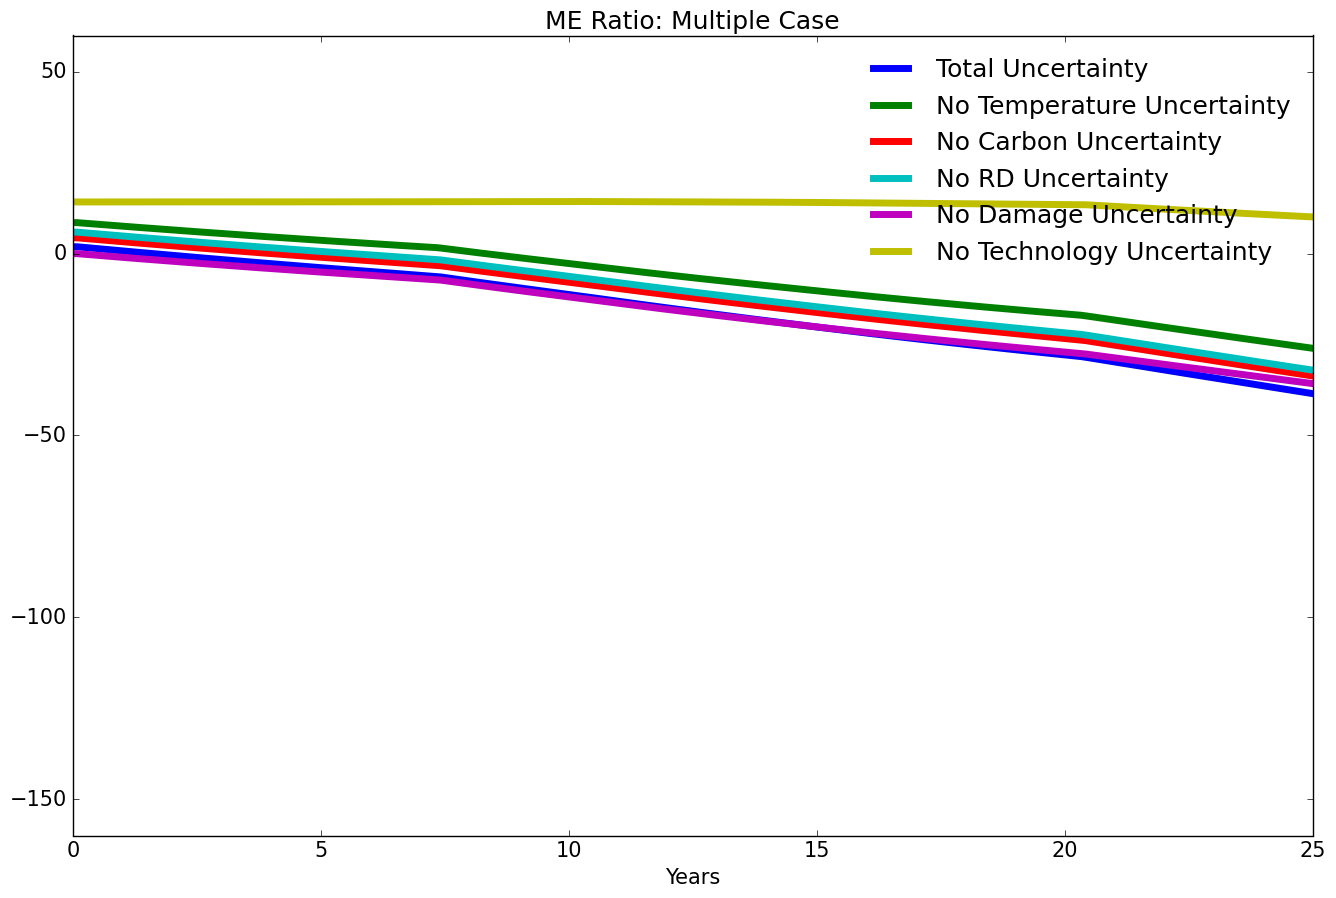 ME Ratio: Multiple Case
50
0
−50
−100
−150
Total Uncertainty
No Temperature Uncertainty
No Carbon Uncertainty
No RD Uncertainty
No Damage Uncertainty
No Technology Uncertainty
0 5 10 15 20 25
Years